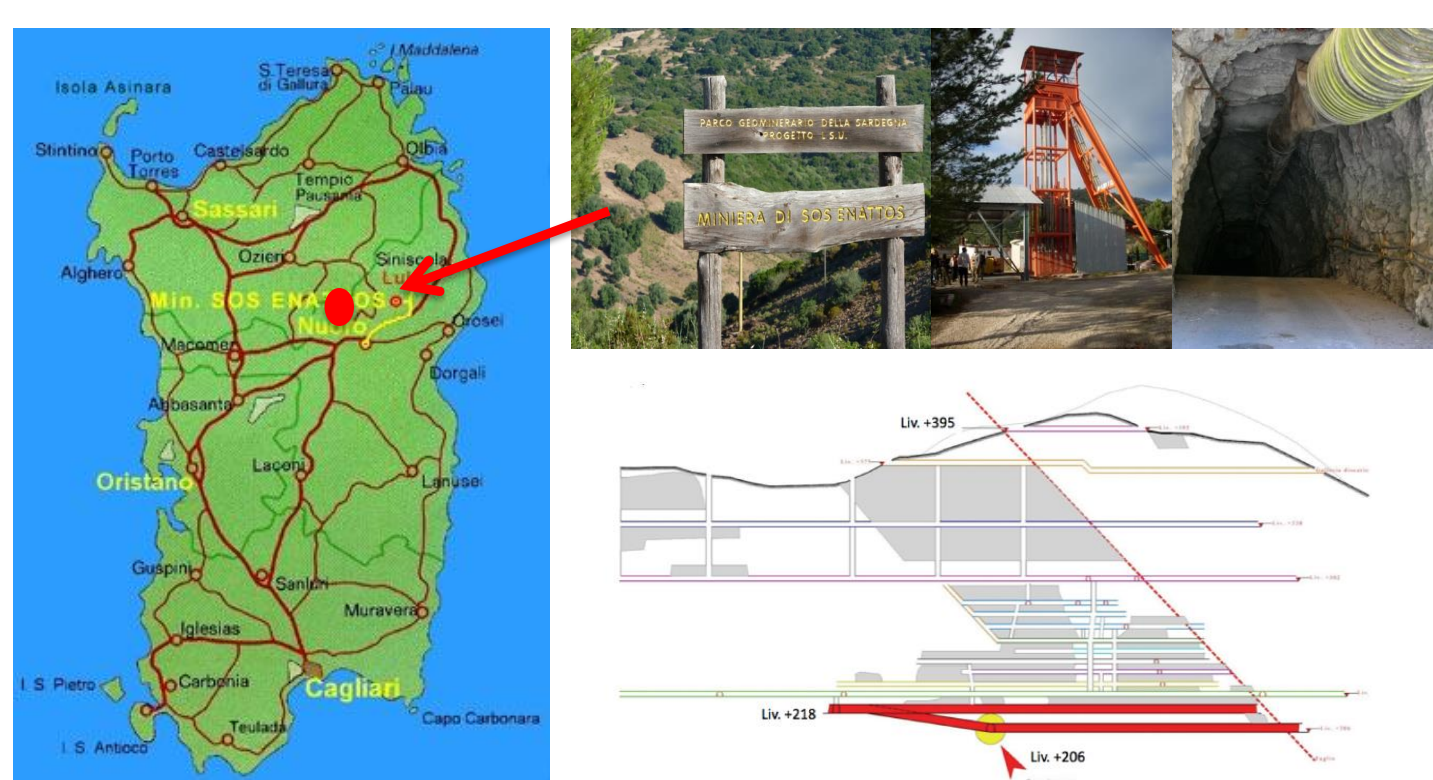 I. Maddalena
S. Teresa
di Gallura
Palau
Isola Asinara
Stintino
Porto
Torres
Castelsardo
Olbia
Tempio
Pausania
Sassari
Ozieri
Siniscola
Alghero
Min. SOS ENATTOS
Nuoro
Orosei
Macomer
Dorgali
Abbasanta
Laconi
Oristano
Lanusei
Guspini
Sanluri
Muravera
Iglesias
I. S. Pietro
Carbonia
Cagliari
Capo Carbonara
Teulada
I. S. Antioco
PARCO GEOMINERARIO DELLA SARDEGNA
PROGETTO L.S.U.
MINIERA DI SOS ENATTOS
Liv. +395
Liv. +218
Liv. +206